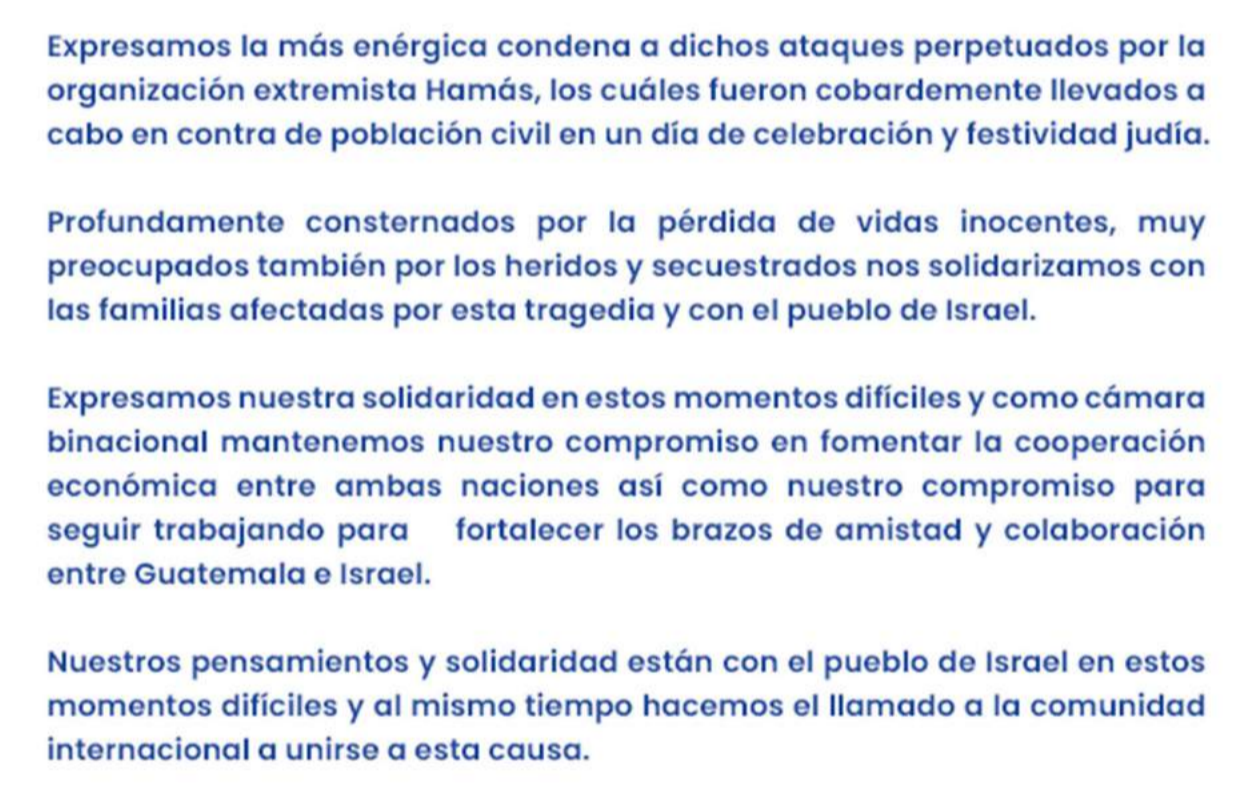 Expresamos la más enérgica condena a dichos ataques perpetuados por la
organización extremista Hamás, los cuáles fueron cobardemente llevados a
cabo en contra de población civil en un día de celebración y festividad judía.
Profundamente consternados por la pérdida de vidas inocentes, muy
preocupados también por los heridos y secuestrados nos solidarizamos con
las familias afectadas por esta tragedia y con el pueblo de Israel.
Expresamos nuestra solidaridad en estos momentos difíciles y como cámara
binacional mantenemos nuestro compromiso en fomentar la cooperación
económica entre ambas naciones así como nuestro compromiso para
seguir trabajando para fortalecer los brazos de amistad y colaboración
entre Guatemala e Israel.
Nuestros pensamientos y solidaridad están con el pueblo de Israel en estos
momentos difíciles y al mismo tiempo hacemos el llamado a la comunidad
internacional a unirse a esta causa.